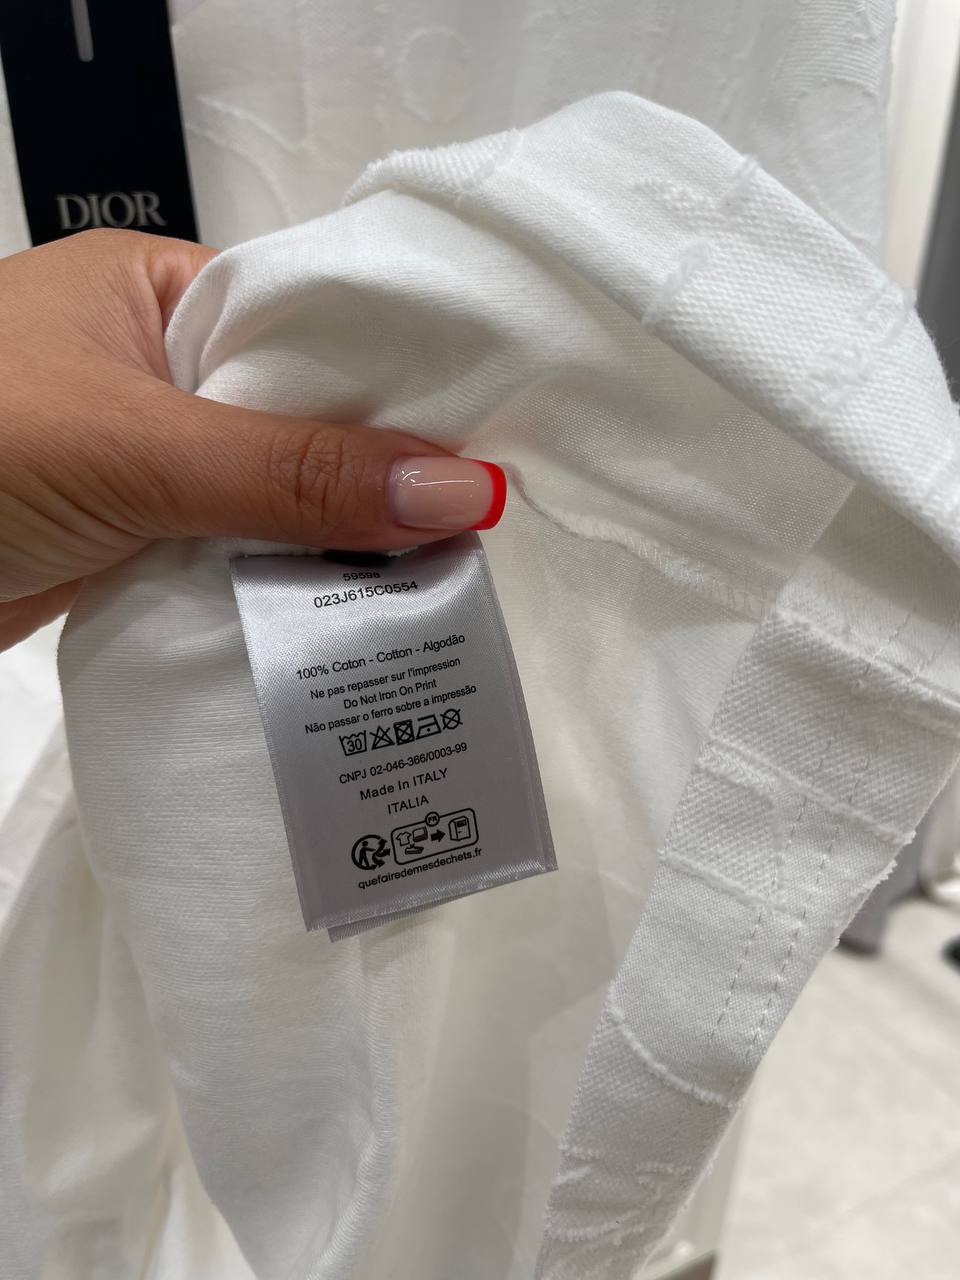 DIOR
59598
023J615C0554
100% Coton - Cotton - Algodão
Ne pas repasser sur l'impression
Do Not Iron On Print
Não passar o ferro sobre a impressão
30
CNPJ 02-046-366/0003-99
Made In ITALY
ITALIA
FR
quefairedemesdechets.fr